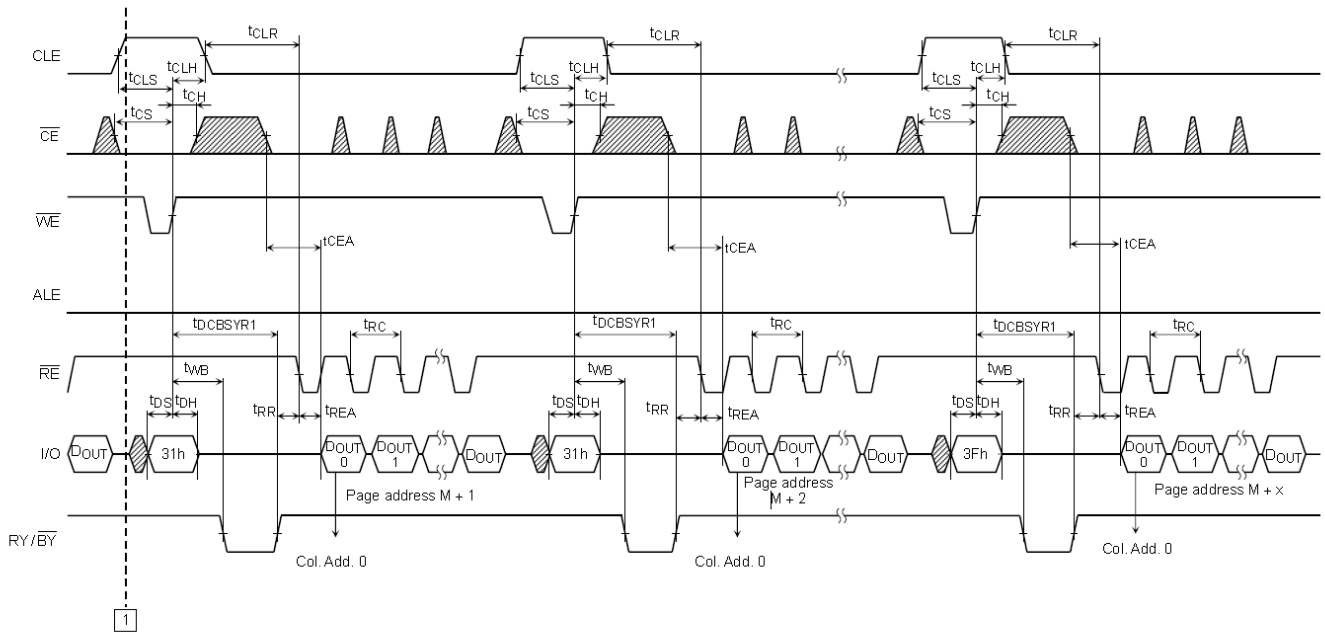 tCLR tCLR tCLR
CLE
tCLS tCLH tCLS tCLH tCLS tCLH
tCH tCH tCH
tCS tCS tCS
CE
WE
tCEA tCEA tCEA
ALE
tDCBSYR1 tDCBSYR1 tDCBSYR1
tRC tRC tRC
RE
tWB tWB tWB
tDS tDH tRR tREA tDS tDH tRR tREA tDS tDH tRR tREA
I/O DOUT 31h DOUT 0 DOUT 1 DOUT 31h DOUT 0 DOUT 1 DOUT 3Fh DOUT 0 DOUT 1 DOUT
Page address M + 1 Page address M + 2 Page address M + x
RY/BY
Col. Add. 0 Col. Add. 0 Col. Add. 0
1